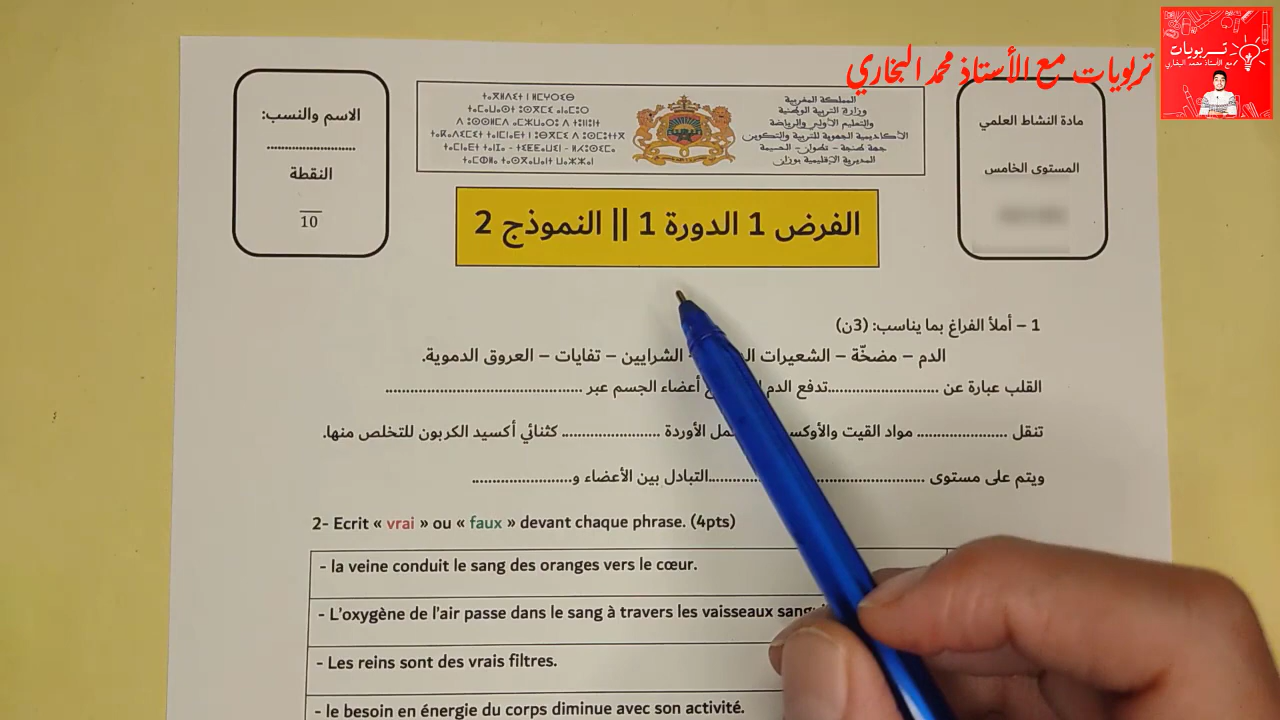 تربويات مع الأستاذ محمد البخاري
تـــربويات
مع الأستاذ محمد البخاري
مادة النشاط العلمي
المستوى الخامس
المملكة المغربية
وزارة التربية الوطنية
والتعليم الأولي والرياضة
الأكاديمية الجهوية للتربية والتكوين
جهة طنجة - تطوان - الحسيمة
المديرية الإقليمية بوزان
الاسم والنسب:
........................
النقطة
10
الفرض 1 الدورة 1 || النموذج 2
1 – أملأ الفراغ بما يناسب: (3ن)
الدم – مضخّة – الشعيرات الشرايين – تفايات – العروق الدموية.
القلب عبارة عن ..........................تدفع الدم أعضاء الجسم عبر ..............................................
تنقل ..................... مواد القيت والأوكس الأوردة ....................... كثنائي أكسيد الكربون للتخلص منها.
ويتم على مستوى ..................................................التبادل بين الأعضاء و........................
2- Ecrit « vrai » ou « faux » devant chaque phrase. (4pts)
- la veine conduit le sang des oranges vers le cœur.
- L’oxygène de l’air passe dans le sang à travers les vaisseaux
- Les reins sont des vrais filtres.
- le besoin en énergie du corps diminue avec son activité.